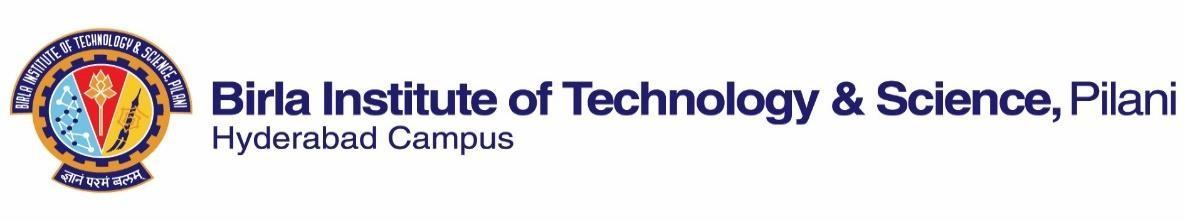 BIRLA INSTITUTE OF TECHNOLOGY & SCIENCE, PILANI
ज्ञानं परमं बलम्
Birla Institute of Technology & Science, Pilani
Hyderabad Campus